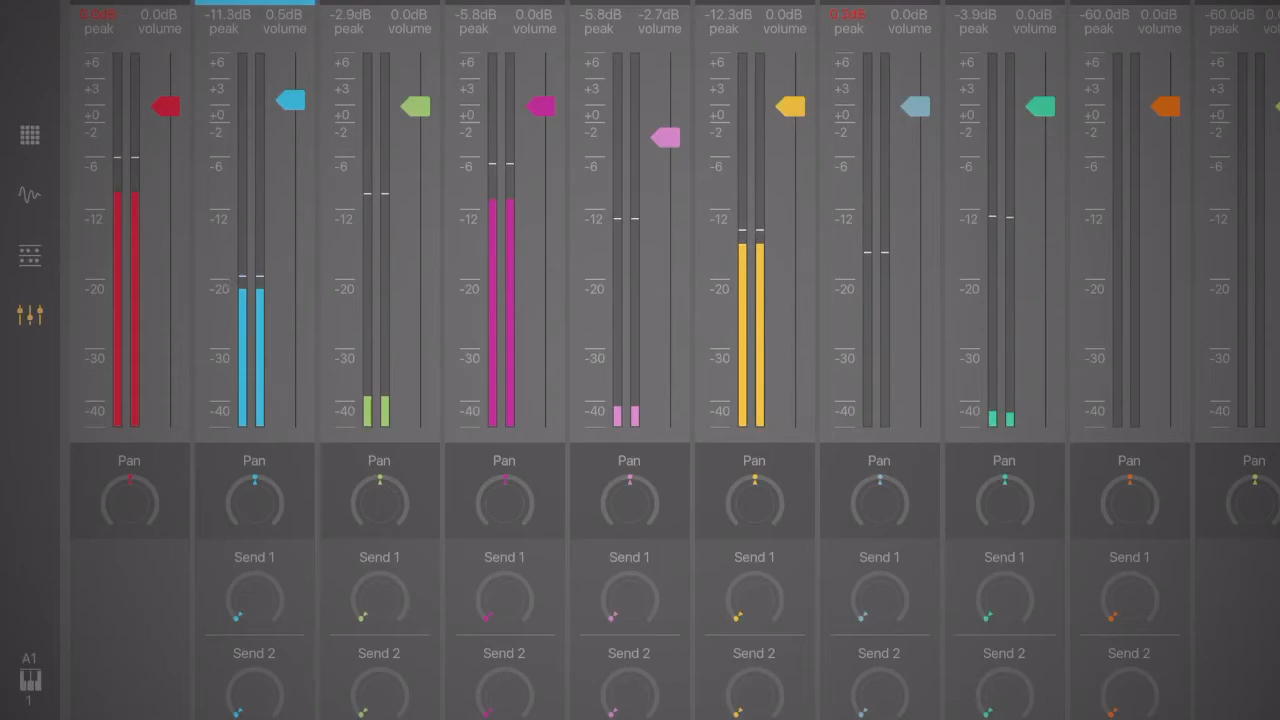 0.0dB 0.0dB -11.3dB 0.5dB -2.9dB 0.0dB -5.8dB 0.0dB -5.8dB -2.7dB -12.3dB 0.0dB 0.0dB -3.9dB 0.0dB -60.0dB 0.0dB -60.0dB
peak volume peak volume peak volume peak volume peak volume peak volume peak volume peak volume peak volume peak
+6 +6 +6 +6 +6 +6 +6 +6 +6 +6
+3 +3 +3 +3 +3 +3 +3 +3 +3 +3
+0 +0 +0 +0 +0 +0 +0 +0 +0 +0
-2 -2 -2 -2 -2 -2 -2 -2 -2 -2
-6 -6 -6 -6 -6 -6 -6 -6 -6 -6
-12 -12 -12 -12 -12 -12 -12 -12 -12 -12
-20 -20 -20 -20 -20 -20 -20 -20 -20 -20
-30 -30 -30 -30 -30 -30 -30 -30 -30 -30
-40 -40 -40 -40 -40 -40 -40 -40 -40 -40
Pan Pan Pan Pan Pan Pan Pan Pan Pan Pan
Send 1 Send 1 Send 1 Send 1 Send 1 Send 1 Send 1 Send 1
Send 2 Send 2 Send 2 Send 2 Send 2 Send 2 Send 2 Send 2
A1
1